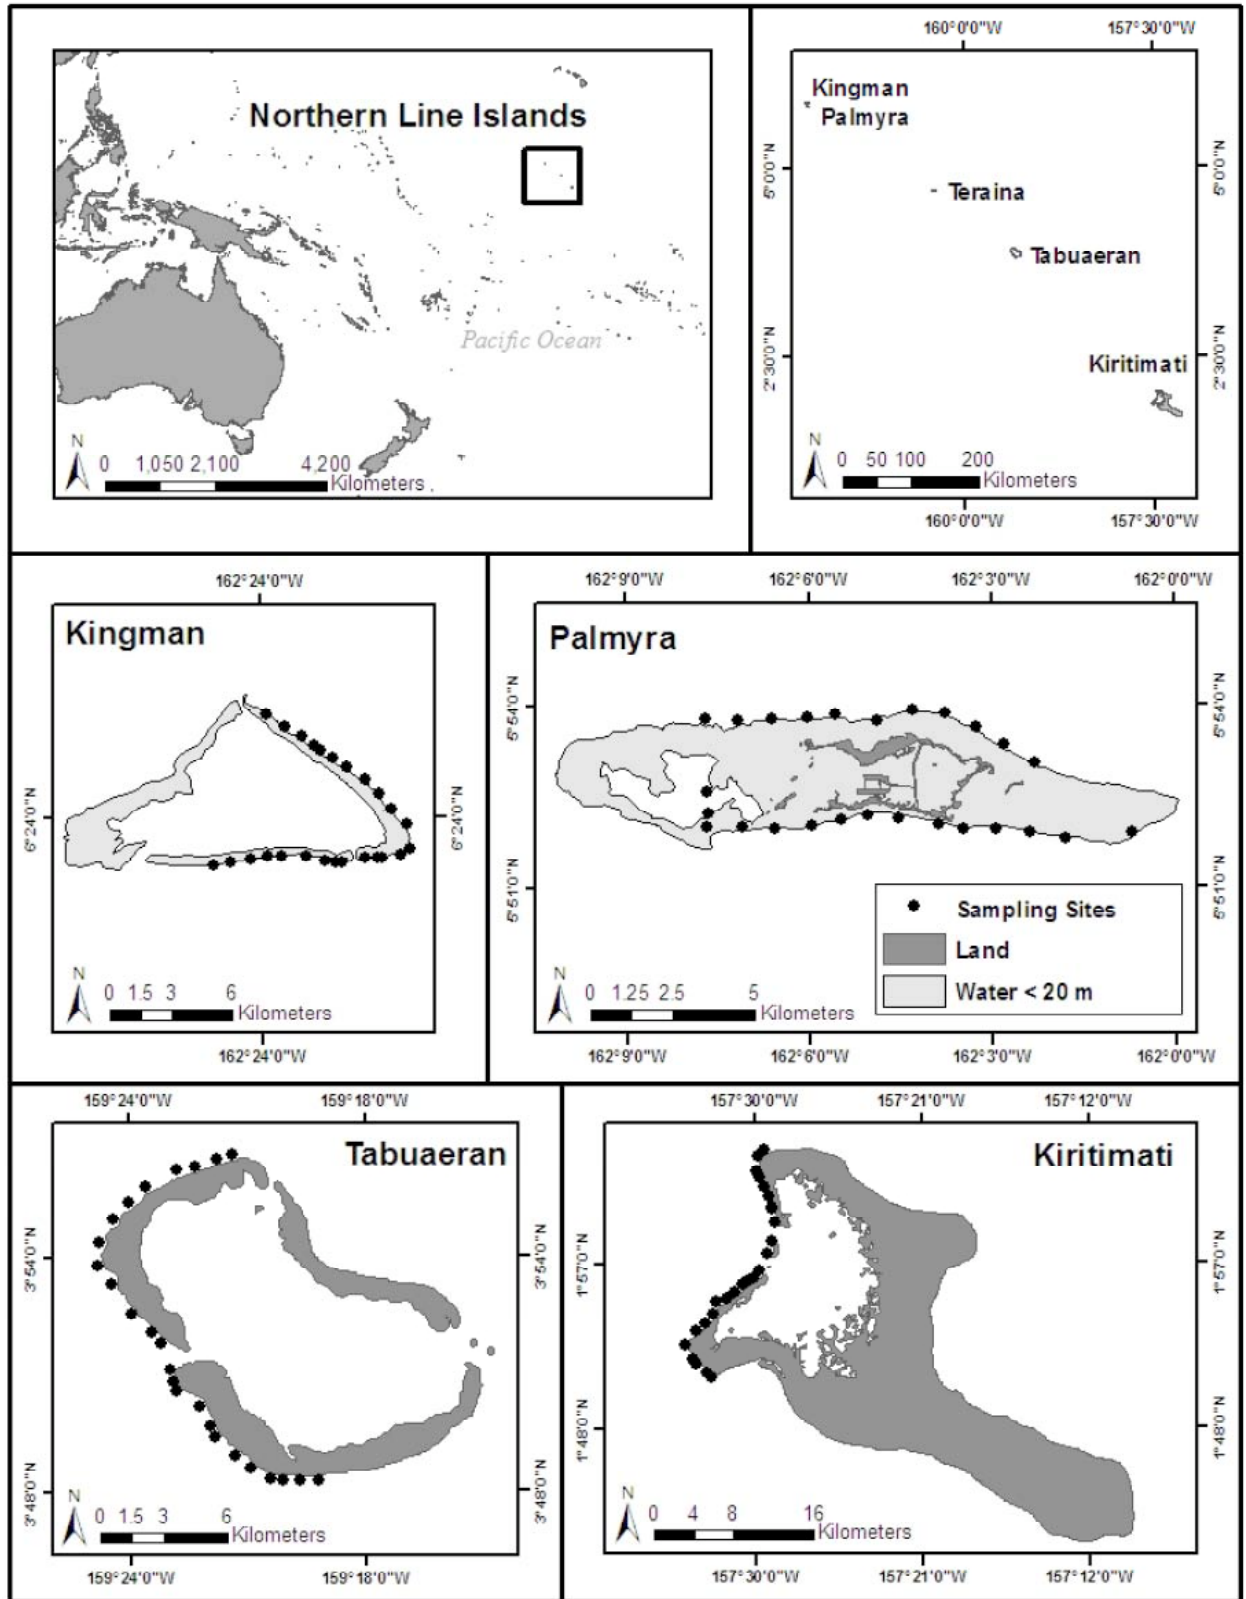 Northern Line Islands
Pacific Ocean
N
0 1,050 2,100 4,200
Kilometers
160°0'0"W 157°30'0"W
Kingman
Palmyra
5°0'0"N 5°0'0"N
Teraina
Tabuaeran
2°30'0"N 2°30'0"N
Kiritimati
N
0 50 100 200
Kilometers
160°0'0"W 157°30'0"W
162°24'0"W
Kingman
6°24'0"N 6°24'0"N
N
0 1.5 3 6
Kilometers
162°24'0"W
162°9'0"W 162°6'0"W 162°3'0"W 162°0'0"W
Palmyra
5°54'0"N 5°54'0"N
5°51'0"N 5°51'0"N
Sampling Sites
Land
Water < 20 m
N
0 1.25 2.5 5
Kilometers
162°9'0"W 162°6'0"W 162°3'0"W 162°0'0"W
159°24'0"W 159°18'0"W
Tabuaeran
3°54'0"N 3°54'0"N
3°48'0"N 3°48'0"N
N
0 1.5 3 6
Kilometers
159°24'0"W 159°18'0"W
157°30'0"W 157°21'0"W 157°12'0"W
Kiritimati
1°57'0"N 1°57'0"N
1°48'0"N 1°48'0"N
N
0 4 8 16
Kilometers
157°30'0"W 157°21'0"W 157°12'0"W